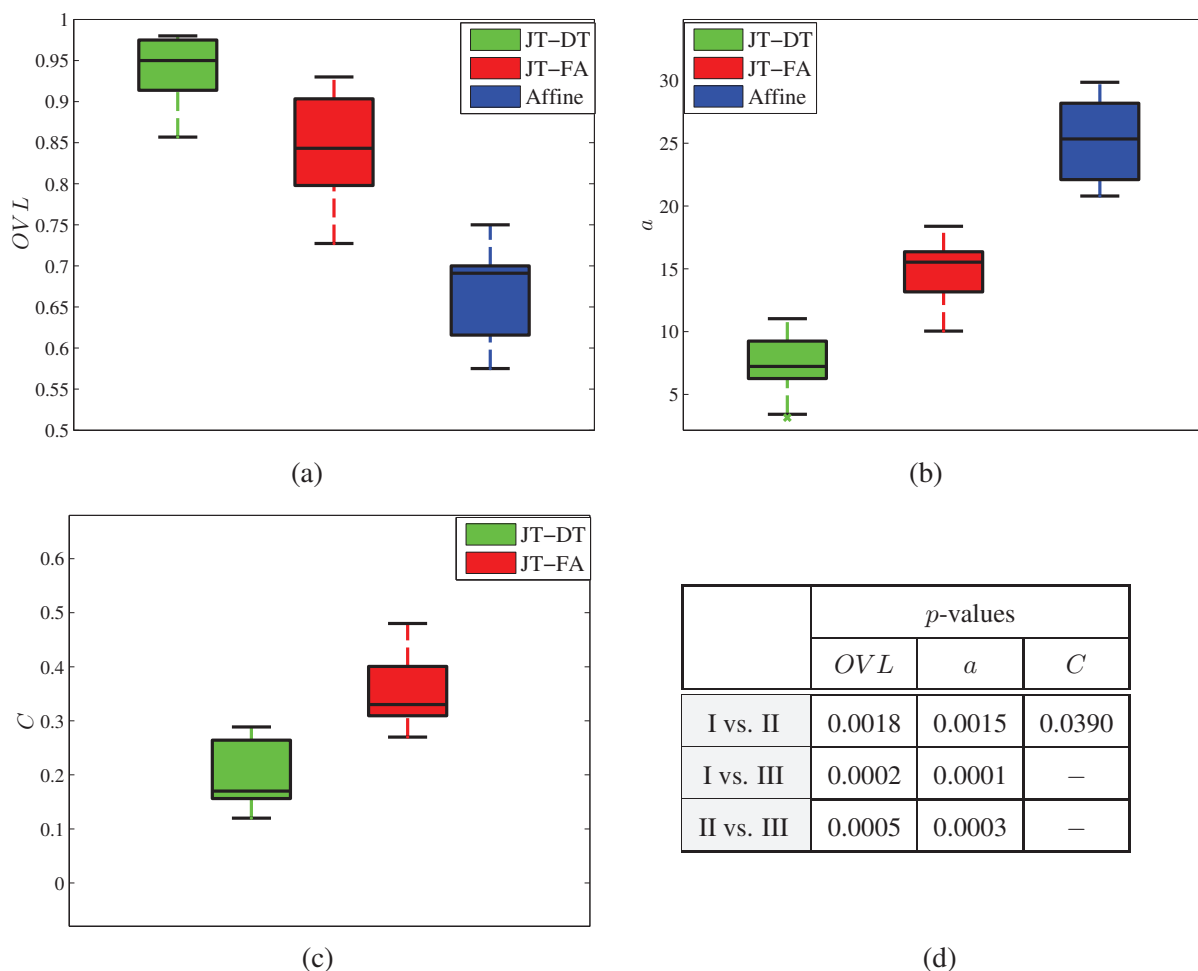 1
0.95
0.9
0.85
0.8
0.75
0.7
0.65
0.6
0.55
0.5
OVL
JT−DT
JT−FA
Affine
(a)
30
25
20
15
10
5
a
JT−DT
JT−FA
Affine
(b)
0.6
0.5
0.4
0.3
0.2
0.1
0
C
JT−DT
JT−FA
(c)
p-values
OVL a C
I vs. II 0.0018 0.0015 0.0390
I vs. III 0.0002 0.0001 –
II vs. III 0.0005 0.0003 –
(d)